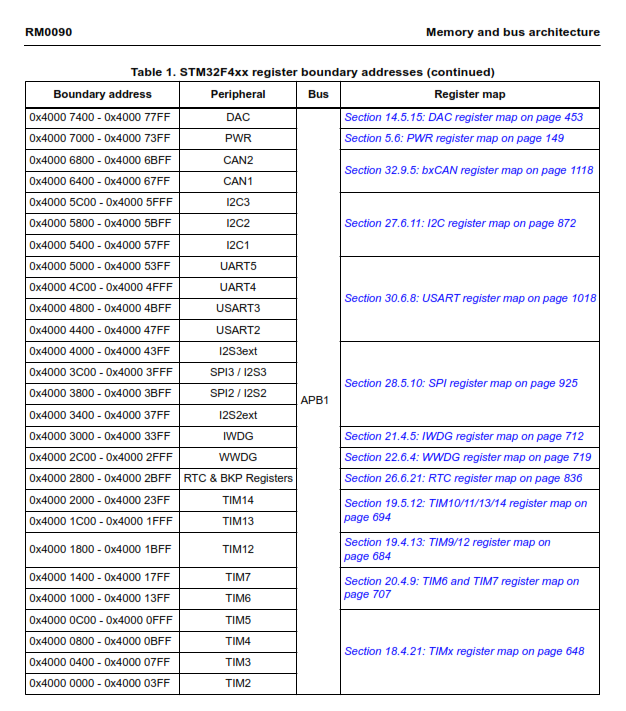 RM0090 Memory and bus architecture
Table 1. STM32F4xx register boundary addresses (continued)
Boundary address Peripheral Bus Register map
0x4000 7400 - 0x4000 77FF DAC Section 14.5.15: DAC register map on page 453
0x4000 7000 - 0x4000 73FF PWR Section 5.6: PWR register map on page 149
0x4000 6800 - 0x4000 6BFF CAN2
Section 32.9.5: bxCAN register map on page 1118
0x4000 6400 - 0x4000 67FF CAN1
0x4000 5C00 - 0x4000 5FFF I2C3
0x4000 5800 - 0x4000 5BFF I2C2 Section 27.6.11: I2C register map on page 872
0x4000 5400 - 0x4000 57FF I2C1
0x4000 5000 - 0x4000 53FF UART5
0x4000 4C00 - 0x4000 4FFF UART4
Section 30.6.8: USART register map on page 1018
0x4000 4800 - 0x4000 4BFF USART3
0x4000 4400 - 0x4000 47FF USART2
0x4000 4000 - 0x4000 43FF I2S3ext
0x4000 3C00 - 0x4000 3FFF SPI3 / I2S3
Section 28.5.10: SPI register map on page 925
0x4000 3800 - 0x4000 3BFF SPI2 / I2S2
APB1
0x4000 3400 - 0x4000 37FF I2S2ext
0x4000 3000 - 0x4000 33FF IWDG Section 21.4.5: IWDG register map on page 712
0x4000 2C00 - 0x4000 2FFF WWDG Section 22.6.4: WWDG register map on page 719
0x4000 2800 - 0x4000 2BFF RTC & BKP Registers Section 26.6.21: RTC register map on page 836
0x4000 2000 - 0x4000 23FF TIM14 Section 19.5.12: TIM10/11/13/14 register map on
page 694
0x4000 1C00 - 0x4000 1FFF TIM13
0x4000 1800 - 0x4000 1BFF TIM12 Section 19.4.13: TIM9/12 register map on
page 684
0x4000 1400 - 0x4000 17FF TIM7 Section 20.4.9: TIM6 and TIM7 register map on
page 707
0x4000 1000 - 0x4000 13FF TIM6
0x4000 0C00 - 0x4000 0FFF TIM5
0x4000 0800 - 0x4000 0BFF TIM4
Section 18.4.21: TIMx register map on page 648
0x4000 0400 - 0x4000 07FF TIM3
0x4000 0000 - 0x4000 03FF TIM2